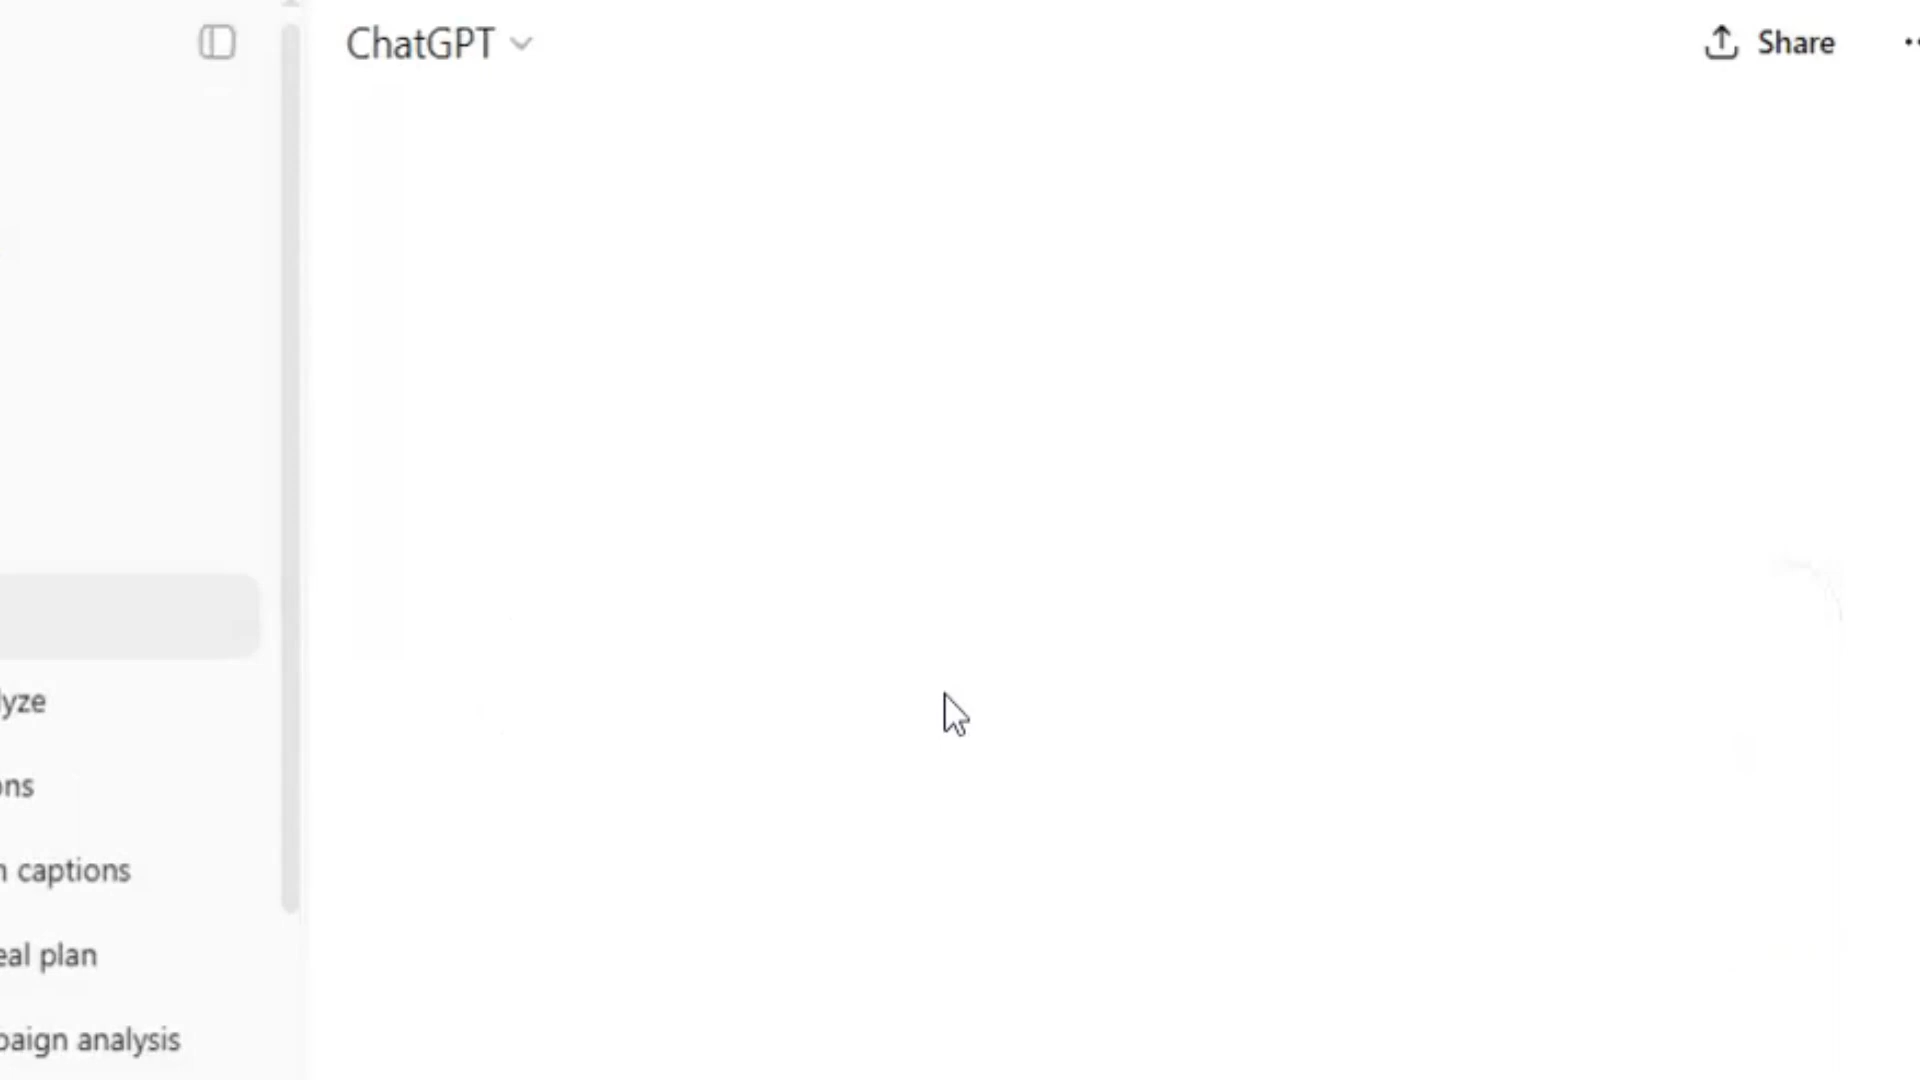 ChatGPT
Share
lyze
ons
n captions
eal plan
paign analysis